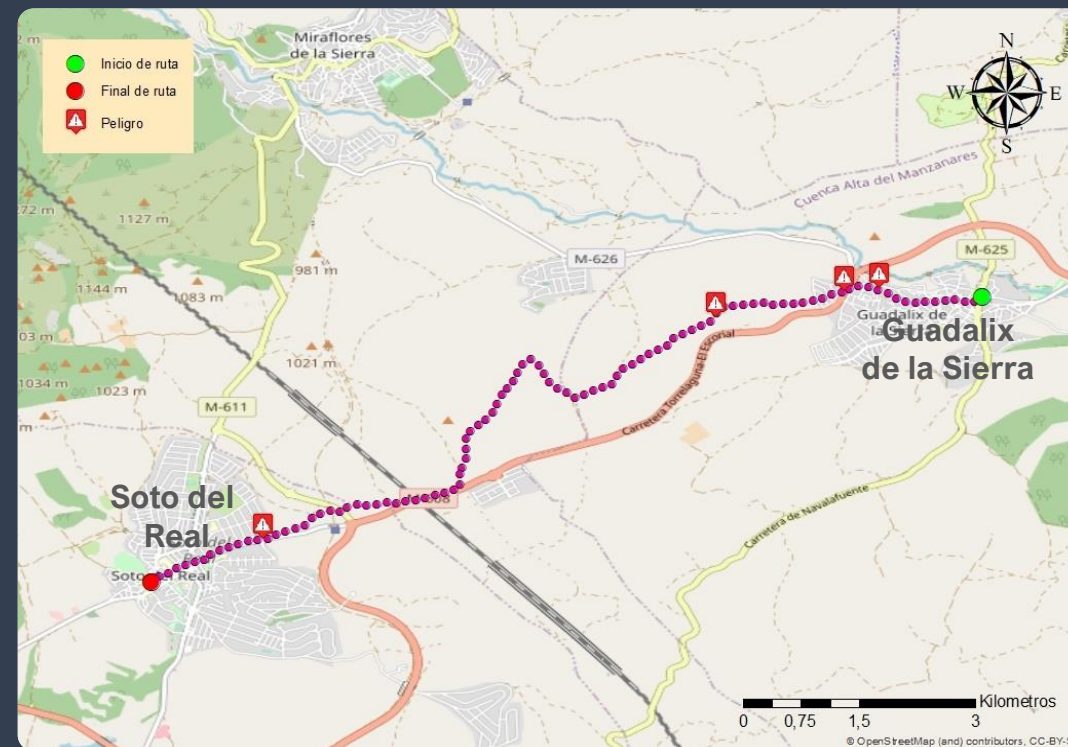 Inicio de ruta
Final de ruta
Peligro
Miraflores
de la Sierra
N
W
E
S
Cuenca Alta del Manzanares
M-625
M-626
1127 m
981 m
1144 m
1083 m
1021 m
1034 m
1023 m
M-611
Guadalix de
la Sierra
Guadalix
de la Sierra
Carretera Torrelaguna-El Escorial
Carretera de Navalafuente
Soto del
Real
Soto del Real
Kilometros
0 0,75 1,5 3
© OpenStreetMap (and) contributors, CC-BY-S